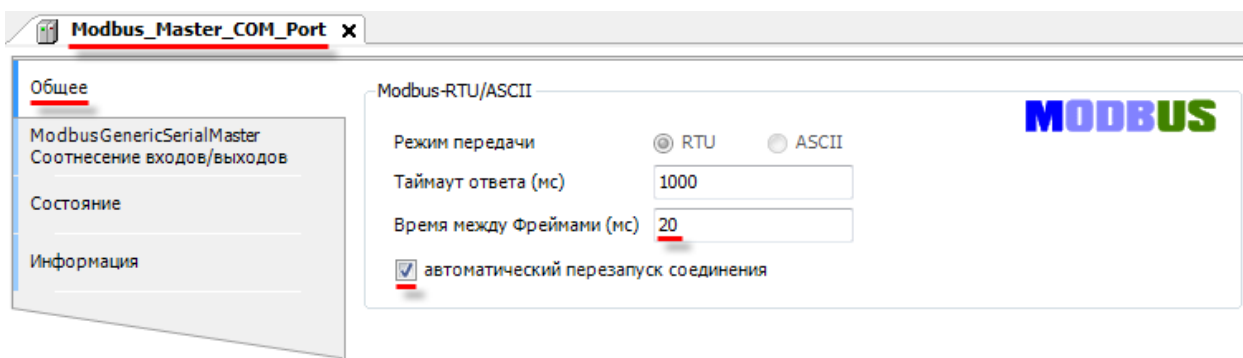 Modbus_Master_COM_Port x
Общее
ModbusGenericSerialMaster
Соотнесение входов/выходов
Состояние
Информация
Modbus-RTU/ASCII
MODBUS
Режим передачи RTU ASCII
Таймаут ответа (мс) 1000
Время между Фреймами (мс) 20
автоматический перезапуск соединения